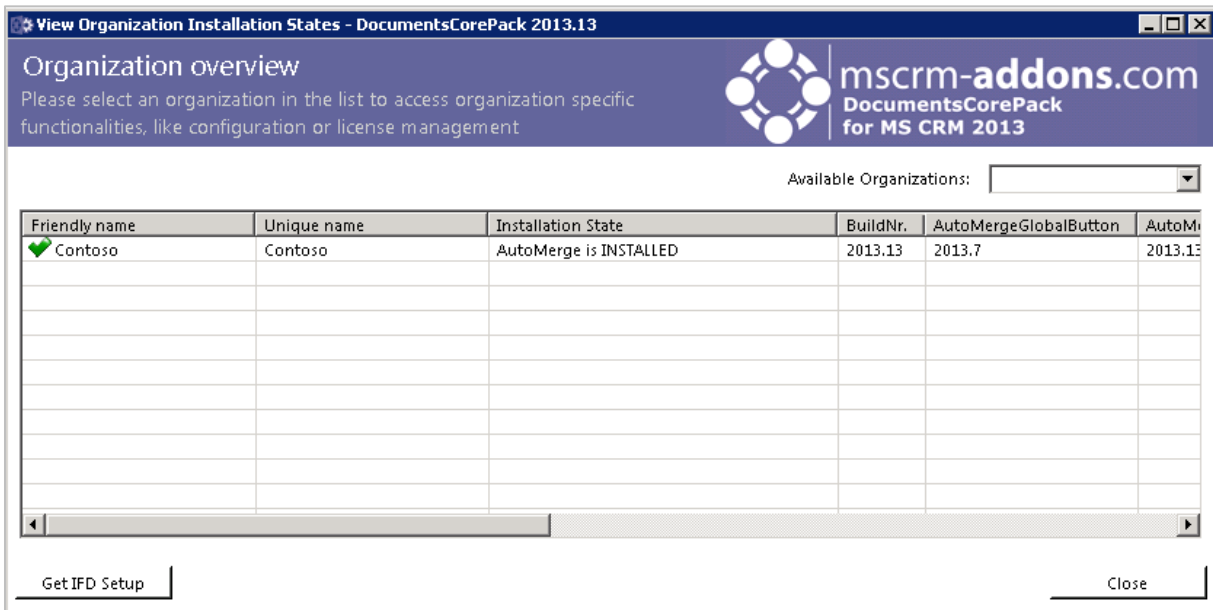 View Organization Installation States - DocumentsCorePack 2013.13
Organization overview
Please select an organization in the list to access organization specific
functionalities, like configuration or license management
mscrm-addons.com
DocumentsCorePack
for MS CRM 2013
Available Organizations:
Friendly name Unique name Installation State BuildNr. AutoMergeGlobalButton AutoM
Contoso Contoso AutoMerge is INSTALLED 2013.13 2013.7 2013.13
Get IFD Setup Close